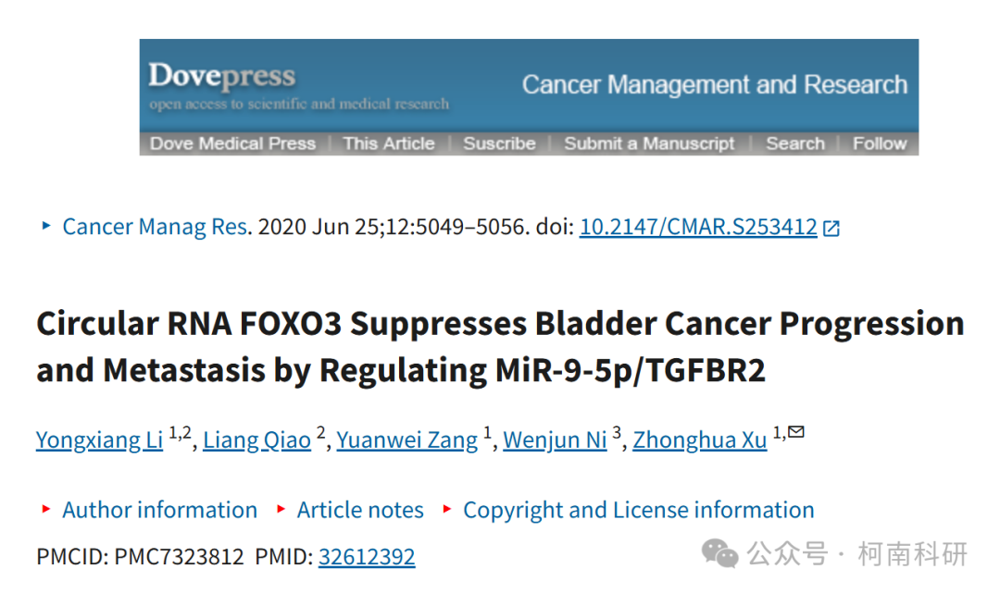 Dovepress
open access to scientific and medical research
Cancer Management and Research
Dove Medical Press | This Article | Suscribe | Submit a Manuscript | Search | Follow
Cancer Manag Res. 2020 Jun 25;12:5049–5056. doi: 10.2147/CMAR.S253412
Circular RNA FOXO3 Suppresses Bladder Cancer Progression
and Metastasis by Regulating MiR-9-5p/TGFBR2
Yongxiang Li 1,2, Liang Qiao 2, Yuanwei Zang 1, Wenjun Ni 3, Zhonghua Xu 1,
Author information Article notes Copyright and License information
PMCID: PMC7323812 PMID: 32612392
公众号 · 柯南科研